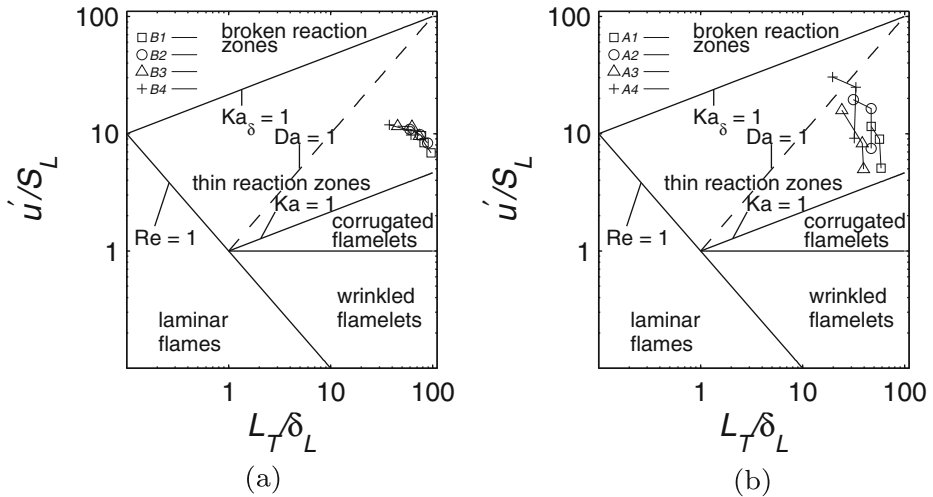 100
10
1
u'/S_L
□ B1 —
○ B2 —
△ B3 —
+ B4 —
broken reaction
zones
Ka_δ = 1
Da = 1
thin reaction zones
Ka = 1
Re = 1
corrugated
flamelets
wrinkled
flamelets
laminar
flames
1
10
100
L_T/δ_L
(a)
100
10
1
u'/S_L
□ A1 —
○ A2 —
△ A3 —
+ A4 —
broken reaction
zones
Ka_δ = 1
Da = 1
thin reaction zones
Ka = 1
Re = 1
corrugated
flamelets
wrinkled
flamelets
laminar
flames
1
10
100
L_T/δ_L
(b)